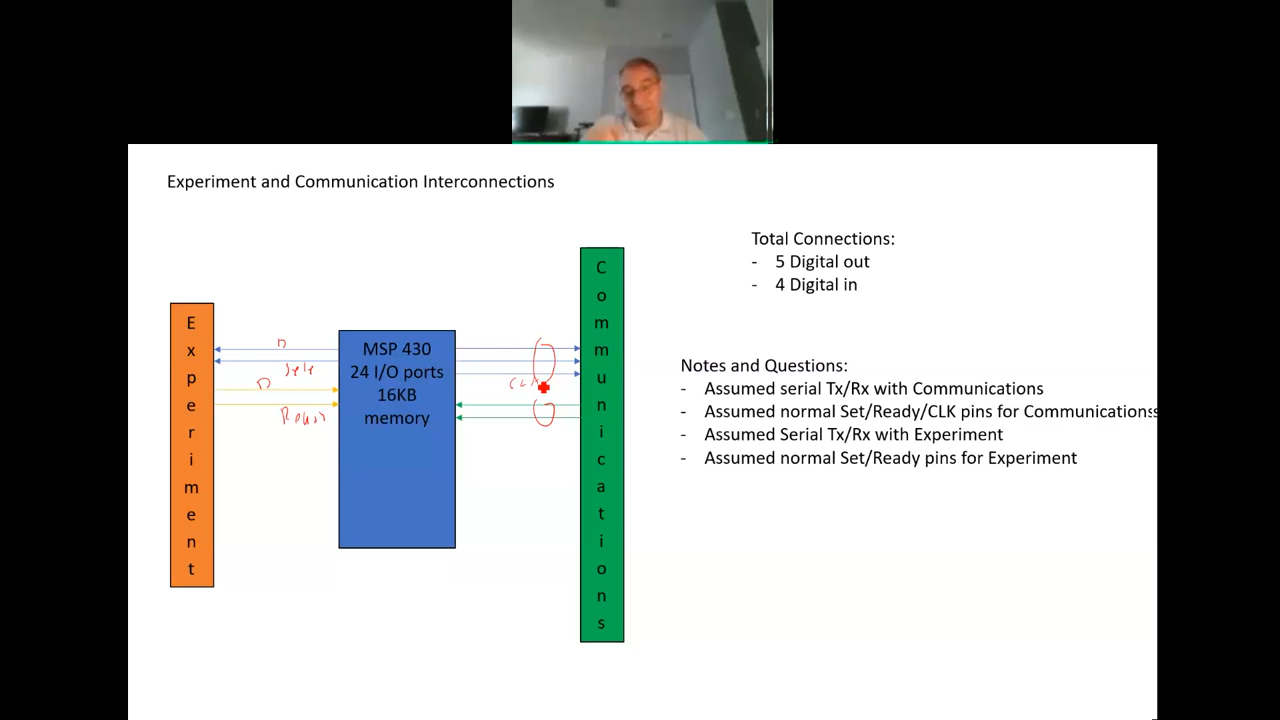 Experiment and Communication Interconnections
Total Connections:
- 5 Digital out
- 4 Digital in
Experiment
MSP 430
24 I/O ports
16KB
memory
Communications
D
D
Notes and Questions:
- Assumed serial Tx/Rx with Communications
- Assumed normal Set/Ready/CLK pins for Communications
- Assumed Serial Tx/Rx with Experiment
- Assumed normal Set/Ready pins for Experiment